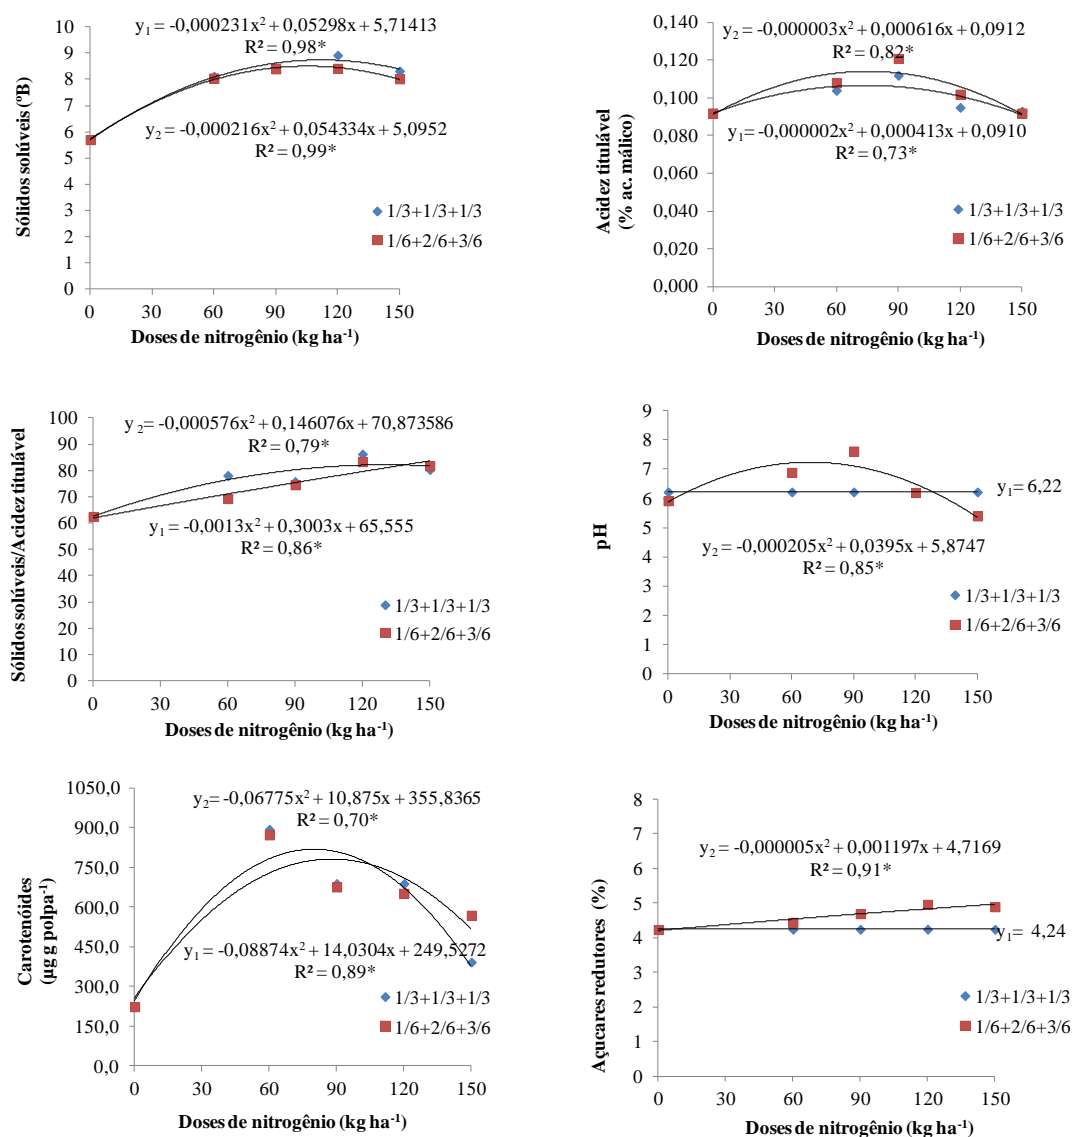 y₁= -0,000231x² + 0,05298x + 5,71413
R² = 0,98*
10
9
8
7
6
5
4
3
2
1
0
Sólidos solúveis (ºB)
y₂= -0,000216x² + 0,054334x + 5,0952
R² = 0,99*
1/3+1/3+1/3
1/6+2/6+3/6
0 30 60 90 120 150
Doses de nitrogênio (kg ha⁻¹)
y₂= -0,000003x² + 0,000616x + 0,0912
R² = 0,82*
0,140
0,120
0,100
0,080
0,060
0,040
0,020
0,000
Acidez titulável
(% ac. málico)
y₁= -0,000002x² + 0,000413x + 0,0910
R² = 0,73*
1/3+1/3+1/3
1/6+2/6+3/6
0 30 60 90 120 150
Doses de nitrogênio (kg ha⁻¹)
y₂= -0,000576x² + 0,146076x + 70,873586
R² = 0,79*
100
90
80
70
60
50
40
30
20
10
0
Sólidos solúveis/Acidez titulável
y₁= -0,0013x² + 0,3003x + 65,555
R² = 0,86*
1/3+1/3+1/3
1/6+2/6+3/6
0 30 60 90 120 150
Doses de nitrogênio (kg ha⁻¹)
9
8
7
6
5
4
3
2
1
0
pH
y₁= 6,22
y₂= -0,000205x² + 0,0395x + 5,8747
R² = 0,85*
1/3+1/3+1/3
1/6+2/6+3/6
0 30 60 90 120 150
Doses de nitrogênio (kg ha⁻¹)
y₂= -0,06775x² + 10,875x + 355,8365
R² = 0,70*
1050,0
900,0
750,0
600,0
450,0
300,0
150,0
0,0
Carotenóides
(µg g polpa⁻¹)
y₁= -0,08874x² + 14,0304x + 249,5272
R² = 0,89*
1/3+1/3+1/3
1/6+2/6+3/6
0 30 60 90 120 150
Doses de nitrogênio (kg ha⁻¹)
8
7
6
5
4
3
2
1
0
Açucares redutores (%)
y₂= -0,000005x² + 0,001197x + 4,7169
R² = 0,91*
y₁= 4,24
1/3+1/3+1/3
1/6+2/6+3/6
0 30 60 90 120 150
Doses de nitrogênio (kg ha⁻¹)